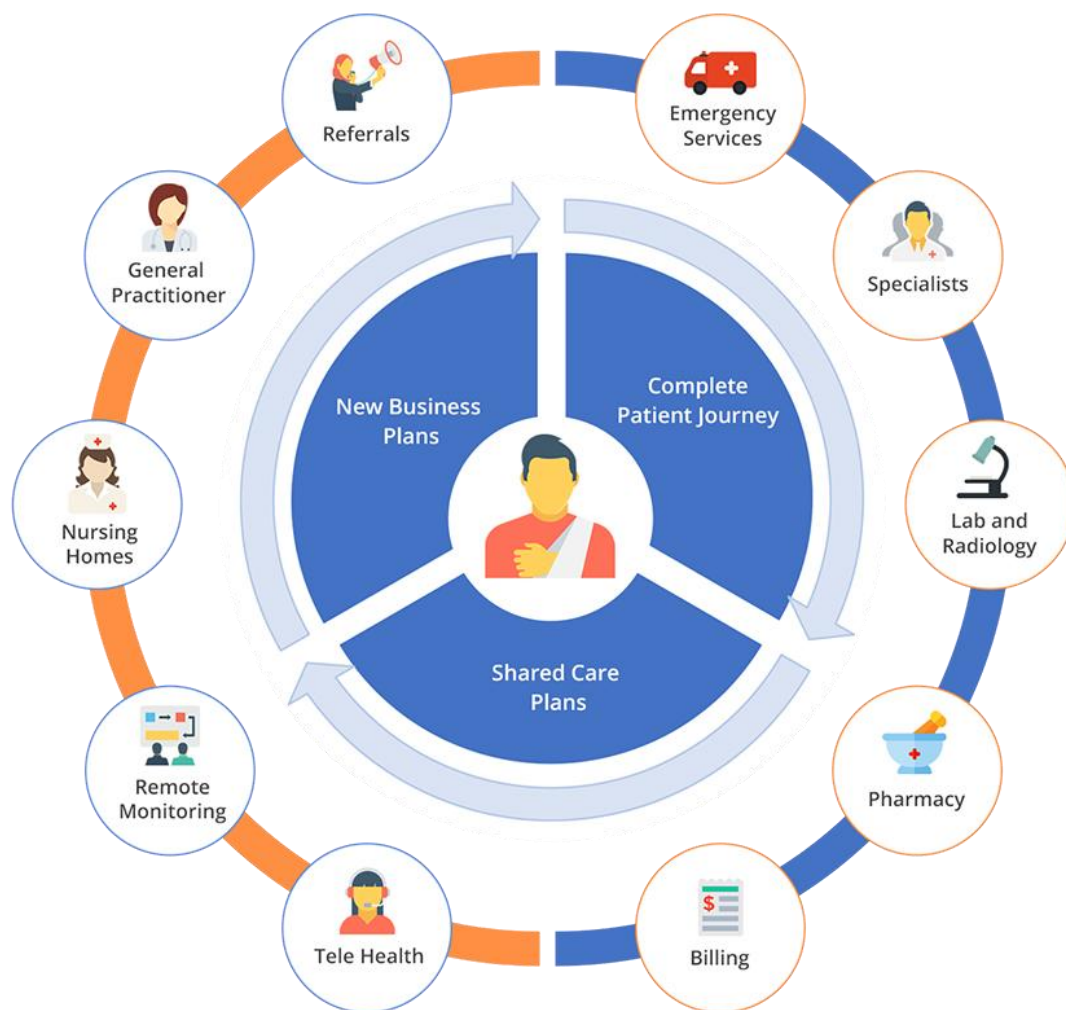 Referrals
Emergency
Services
General
Practitioner
Specialists
New Business
Plans
Complete
Patient Journey
Nursing
Homes
Lab and
Radiology
Shared Care
Plans
Remote
Monitoring
Pharmacy
Tele Health
$
Billing